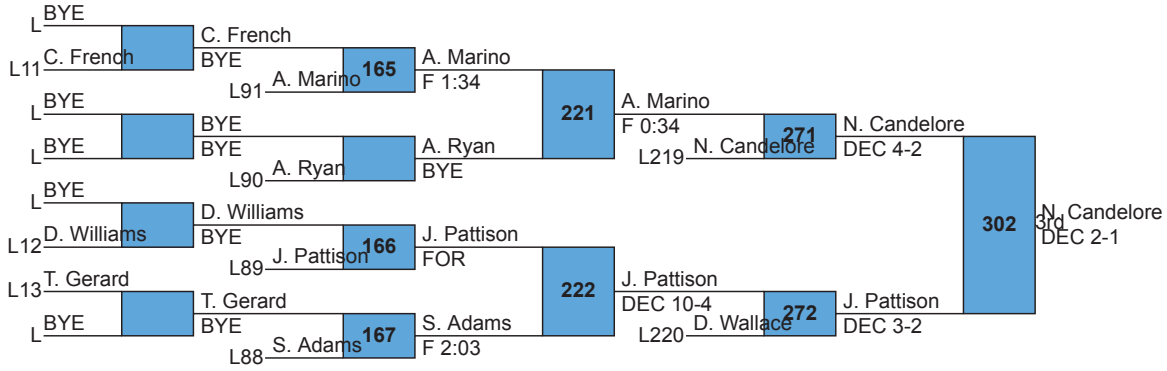 L BYE
L11 C. French
C. French
BYE
L91 A. Marino
165
A. Marino
F 1:34
L BYE
L BYE
BYE
BYE
L90 A. Ryan
A. Ryan
BYE
221
A. Marino
F 0:34
L219 N. Candelore
271
N. Candelore
DEC 4-2
L BYE
L12 D. Williams
D. Williams
BYE
L89 J. Pattison
166
J. Pattison
FOR
L13 T. Gerard
L BYE
T. Gerard
BYE
L88 S. Adams
167
S. Adams
F 2:03
222
J. Pattison
DEC 10-4
L220 D. Wallace
272
J. Pattison
DEC 3-2
302
N. Candelore
3rd
DEC 2-1